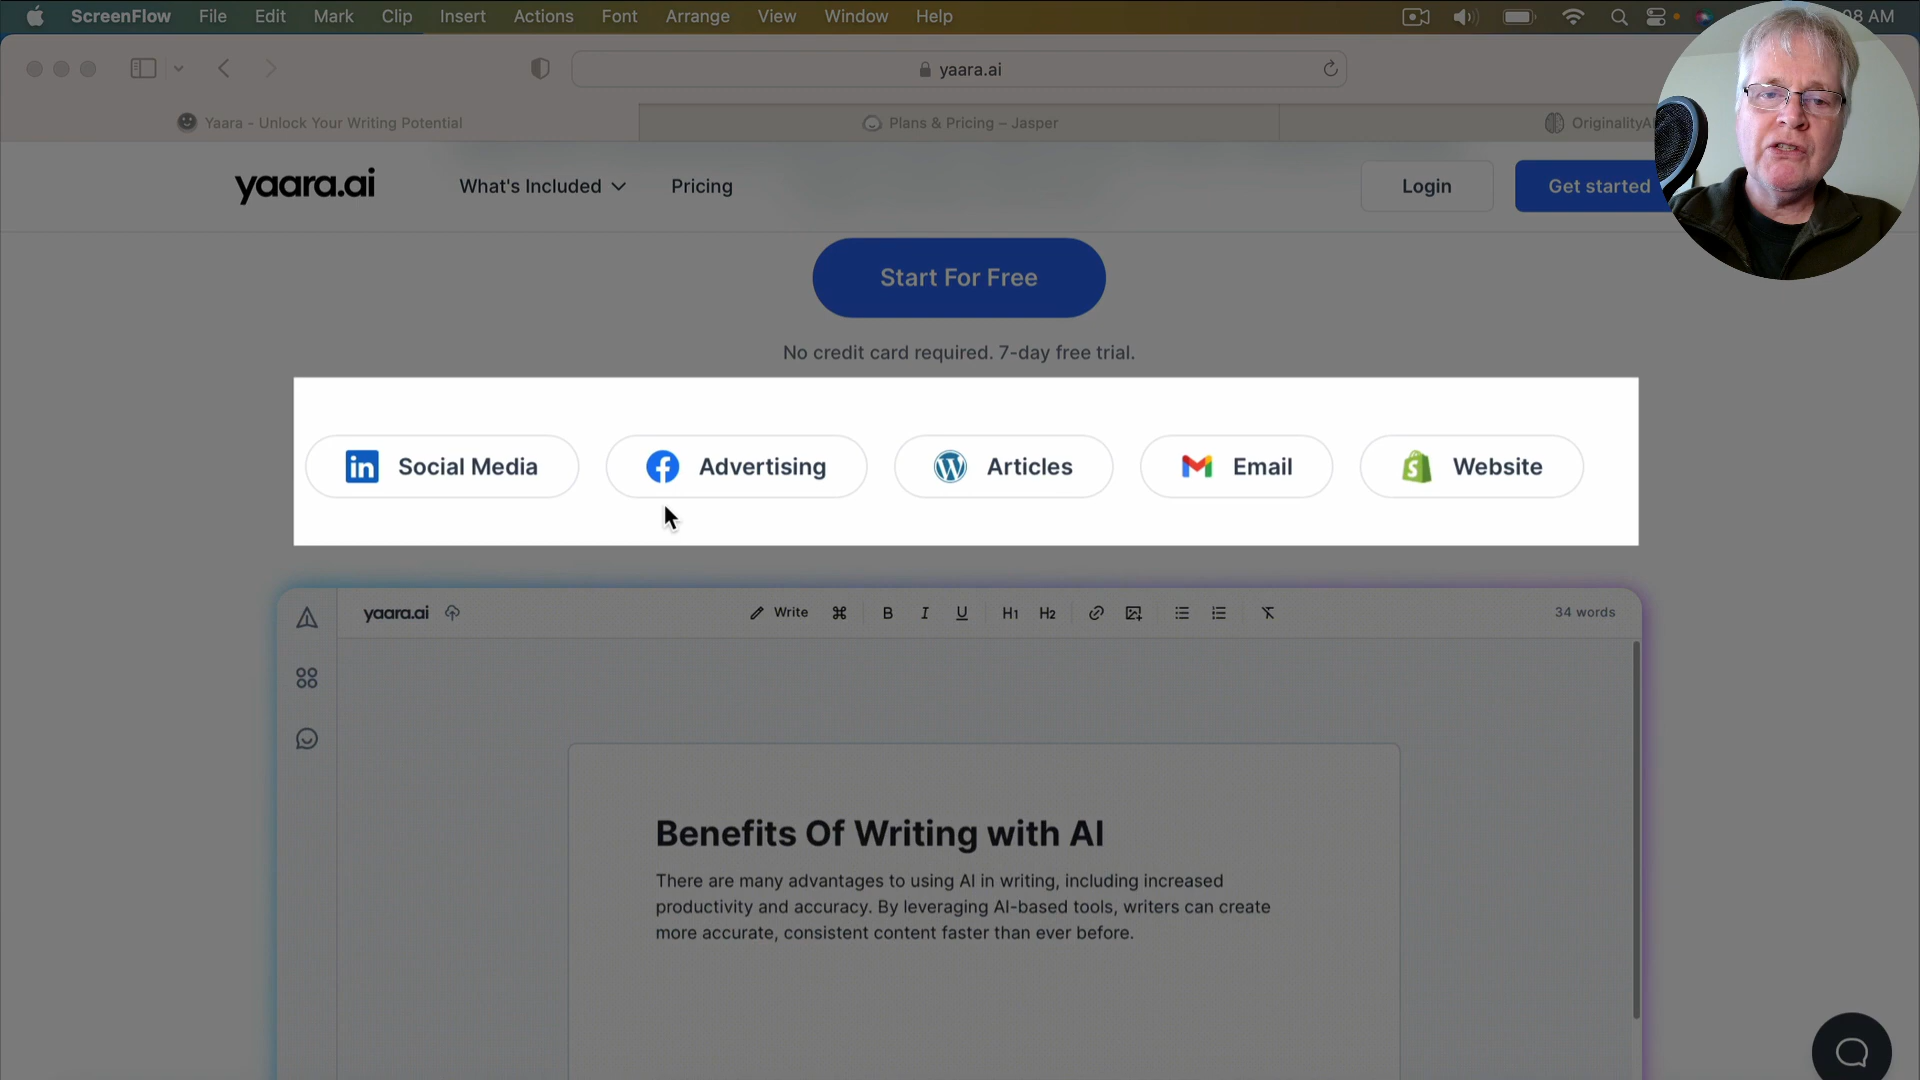 ScreenFlow File Edit Mark Clip Insert Actions Font Arrange View Window Help
AM
yaara.ai
Yaara - Unlock Your Writing Potential
Plans & Pricing – Jasper
yaara.ai
What's Included
Pricing
Login
Get started
Start For Free
No credit card required. 7-day free trial.
in Social Media
Advertising
Articles
Email
Website
yaara.ai
Write
B
I
U
H1
H2
34 words
Benefits Of Writing with AI
There are many advantages to using AI in writing, including increased
productivity and accuracy. By leveraging AI-based tools, writers can create
more accurate, consistent content faster than ever before.